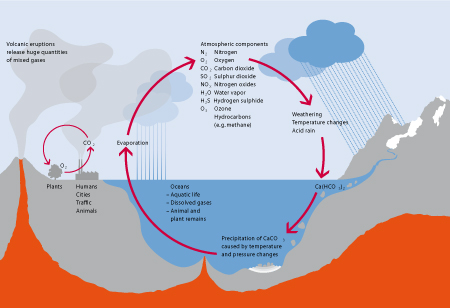 Volcanic eruptions
release huge quantities
of mixed gases
Atmospheric components
N₂ Nitrogen
O₂ Oxygen
CO₂ Carbon dioxide
SO₂ Sulphur dioxide
NOₓ Nitrogen oxides
H₂O Water vapor
H₂S Hydrogen sulphide
O₃ Ozone
Hydrocarbons
(e.g. methane)
Weathering
Temperature changes
Acid rain
CO₂
O₂
Evaporation
Plants
Humans
Cities
Traffic
Animals
Oceans
– Aquatic life
– Dissolved gases
– Animal and
plant remains
Ca(HCO₃)₂
Precipitation of CaCO₃
caused by temperature
and pressure changes